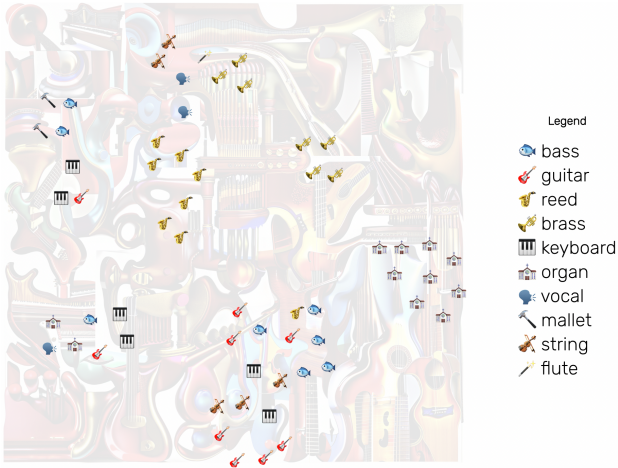 Legend
bass
guitar
reed
brass
keyboard
organ
vocal
mallet
string
flute